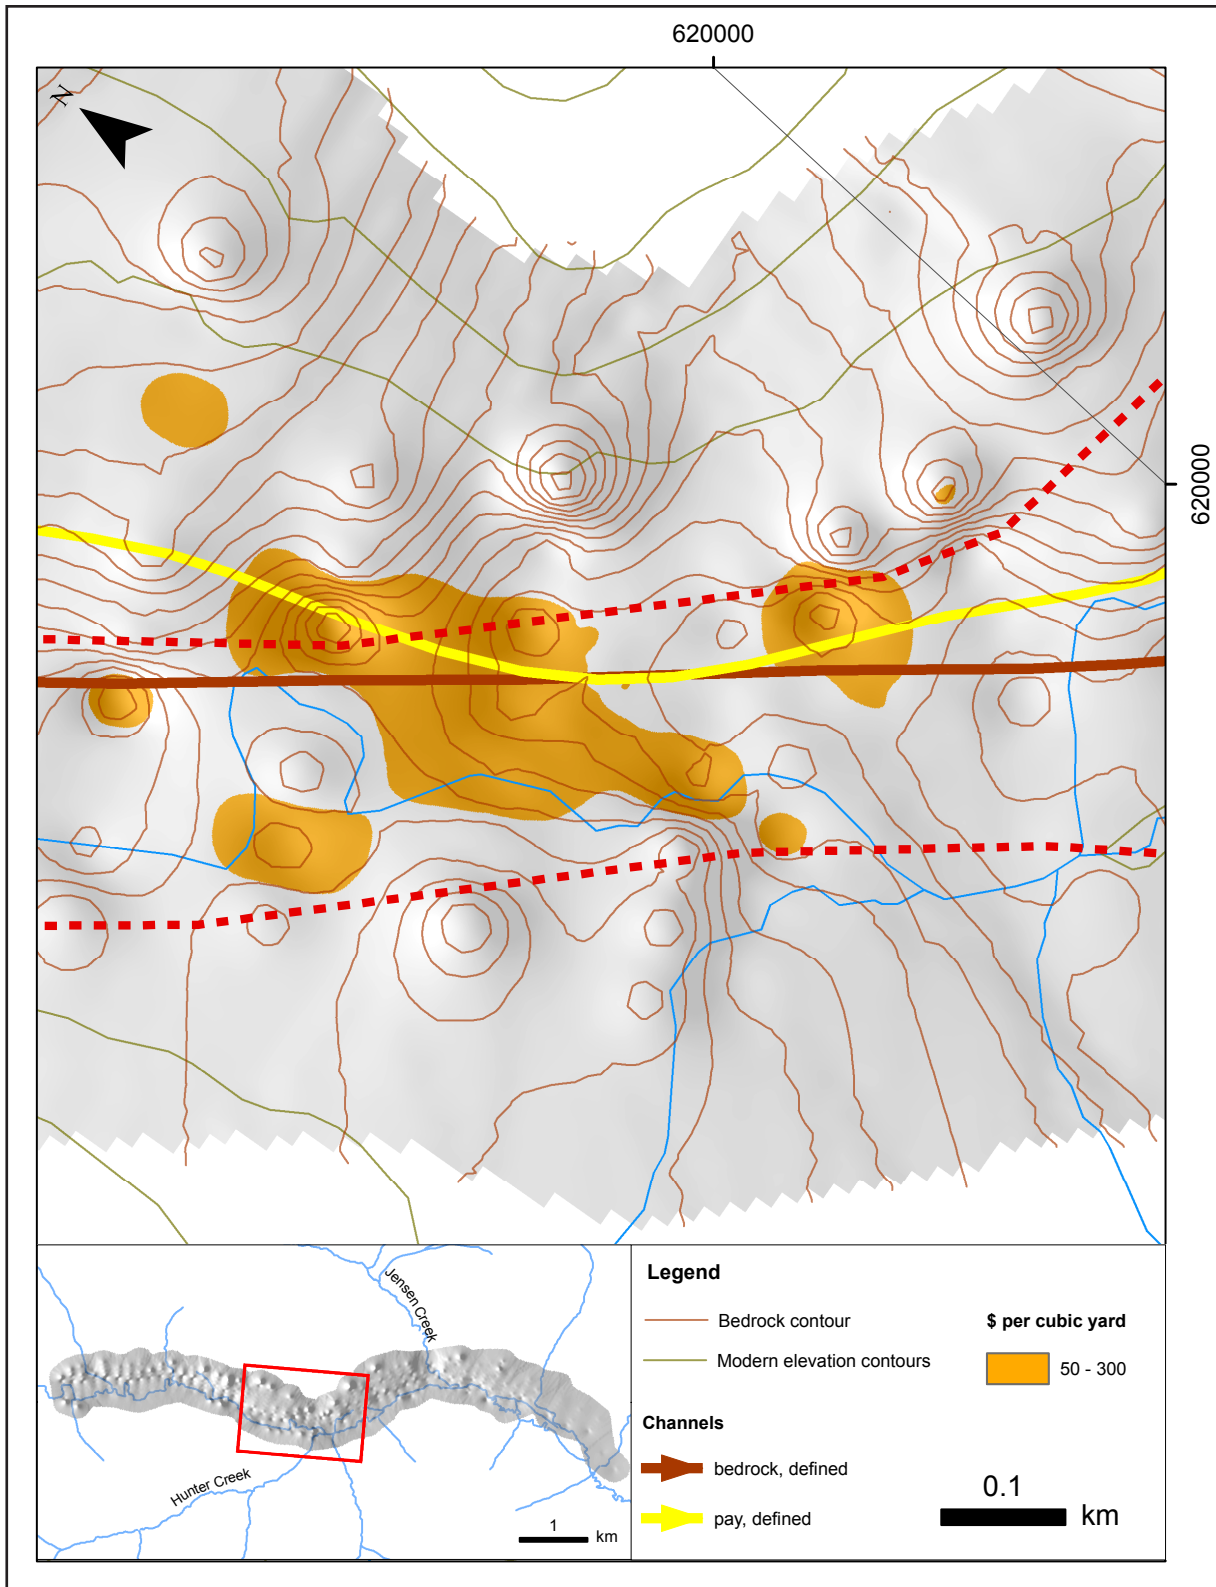 620000
N
620000
Jensen Creek
Hunter Creek
1
km
Legend
Bedrock contour
Modern elevation contours
$ per cubic yard
50 - 300
Channels
bedrock, defined
pay, defined
0.1
km